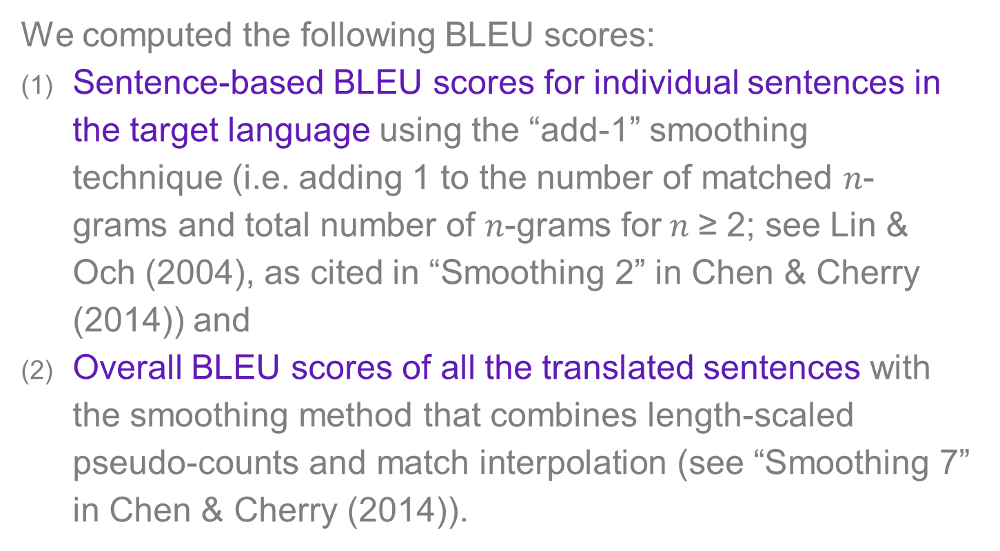 We computed the following BLEU scores:
(1) Sentence-based BLEU scores for individual sentences in
the target language using the “add-1” smoothing
technique (i.e. adding 1 to the number of matched 𝑛-
grams and total number of 𝑛-grams for 𝑛 ≥ 2; see Lin &
Och (2004), as cited in “Smoothing 2” in Chen & Cherry
(2014)) and
(2) Overall BLEU scores of all the translated sentences with
the smoothing method that combines length-scaled
pseudo-counts and match interpolation (see “Smoothing 7”
in Chen & Cherry (2014)).